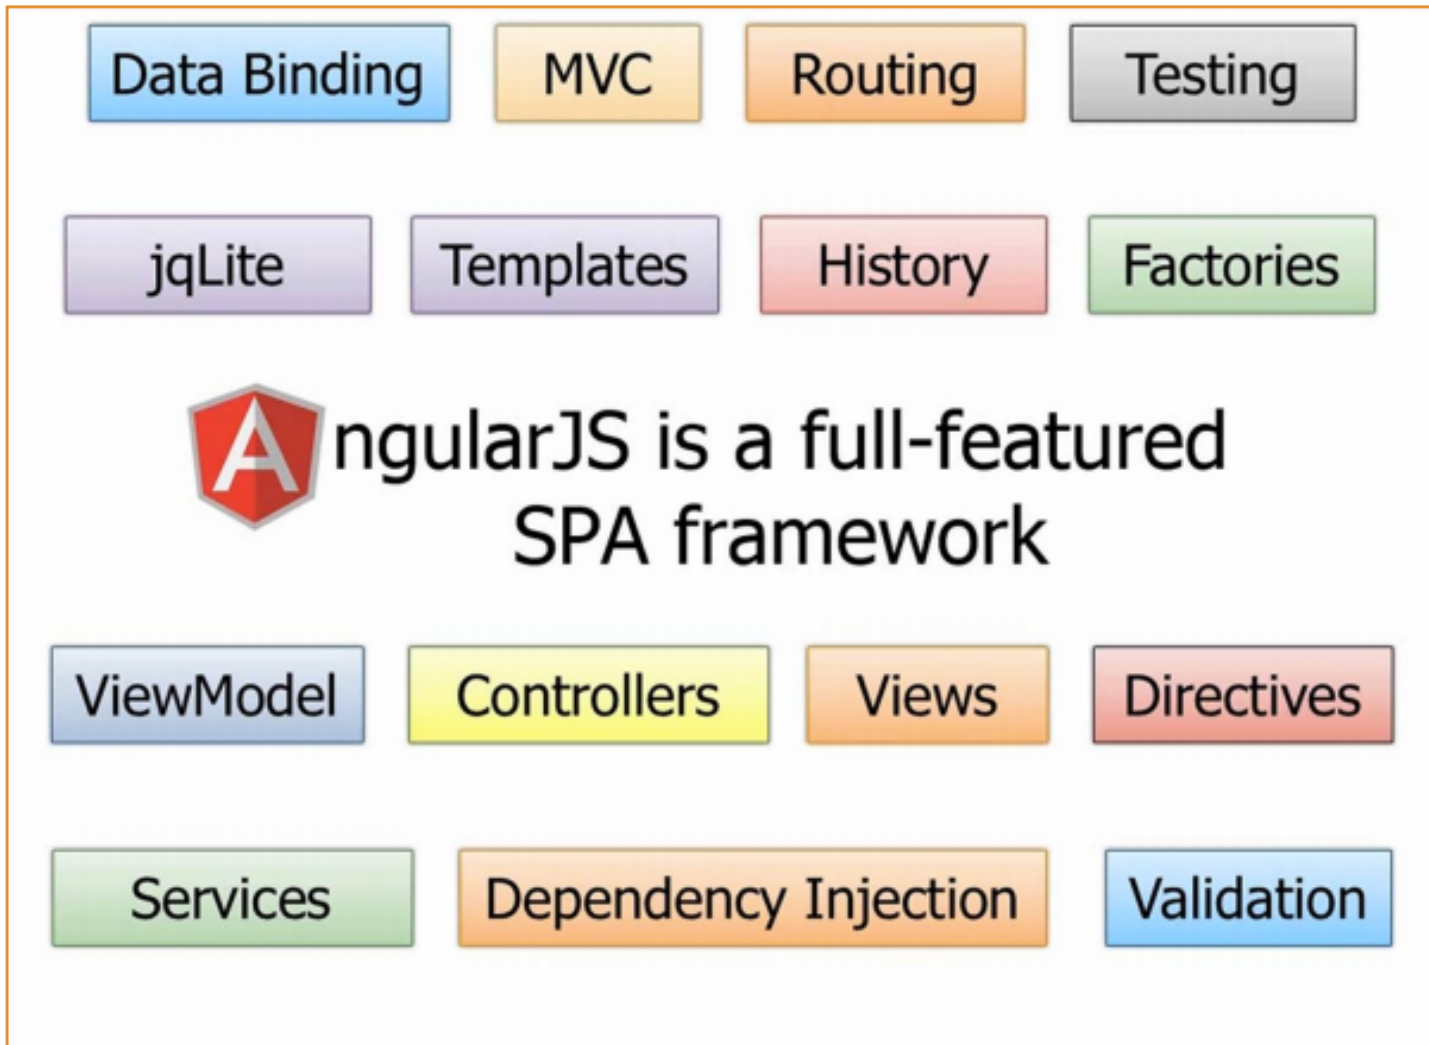 Data Binding MVC Routing Testing
jqLite Templates History Factories
AngularJS is a full-featured
SPA framework
ViewModel Controllers Views Directives
Services Dependency Injection Validation